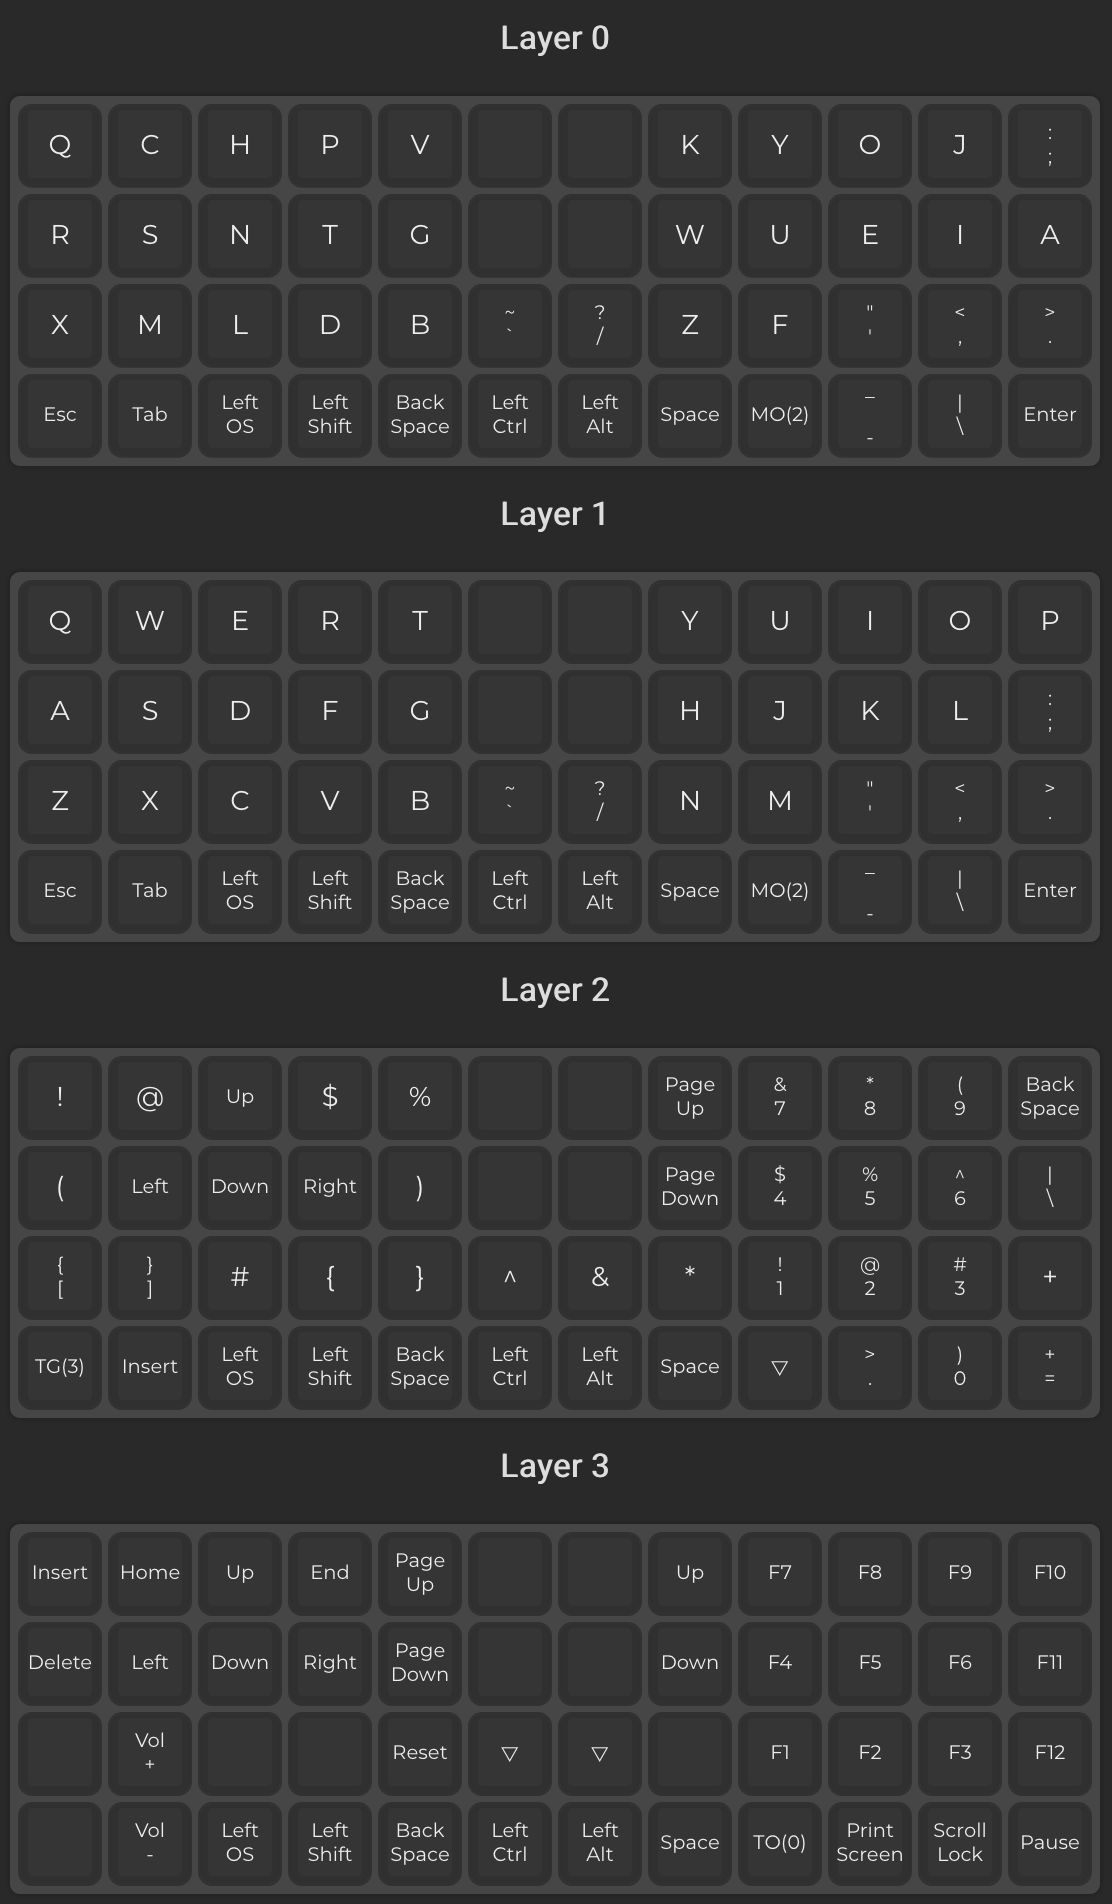 Layer 0
Q C H P V K Y O J :
;
R S N T G W U E I A
X M L D B ~
` ?
/ Z F "
' <
, >
.
Esc Tab Left
OS Left
Shift Back
Space Left
Ctrl Left
Alt Space MO(2) _
- |
\ Enter
Layer 1
Q W E R T Y U I O P
A S D F G H J K L :
;
Z X C V B ~
` ?
/ N M "
' <
, >
.
Esc Tab Left
OS Left
Shift Back
Space Left
Ctrl Left
Alt Space MO(2) _
- |
\ Enter
Layer 2
! @ Up $ % Page
Up &
7 *
8 (
9 Back
Space
( Left Down Right ) Page
Down $
4 %
5 ^
6 |
\
{
[ }
] # { } ^ & * !
1 @
2 #
3 +
TG(3) Insert Left
OS Left
Shift Back
Space Left
Ctrl Left
Alt Space ▽ >
. )
0 +
=
Layer 3
Insert Home Up End Page
Up Up F7 F8 F9 F10
Delete Left Down Right Page
Down Down F4 F5 F6 F11
Vol
+ Reset ▽ ▽ F1 F2 F3 F12
Vol
- Left
OS Left
Shift Back
Space Left
Ctrl Left
Alt Space TO(0) Print
Screen Scroll
Lock Pause